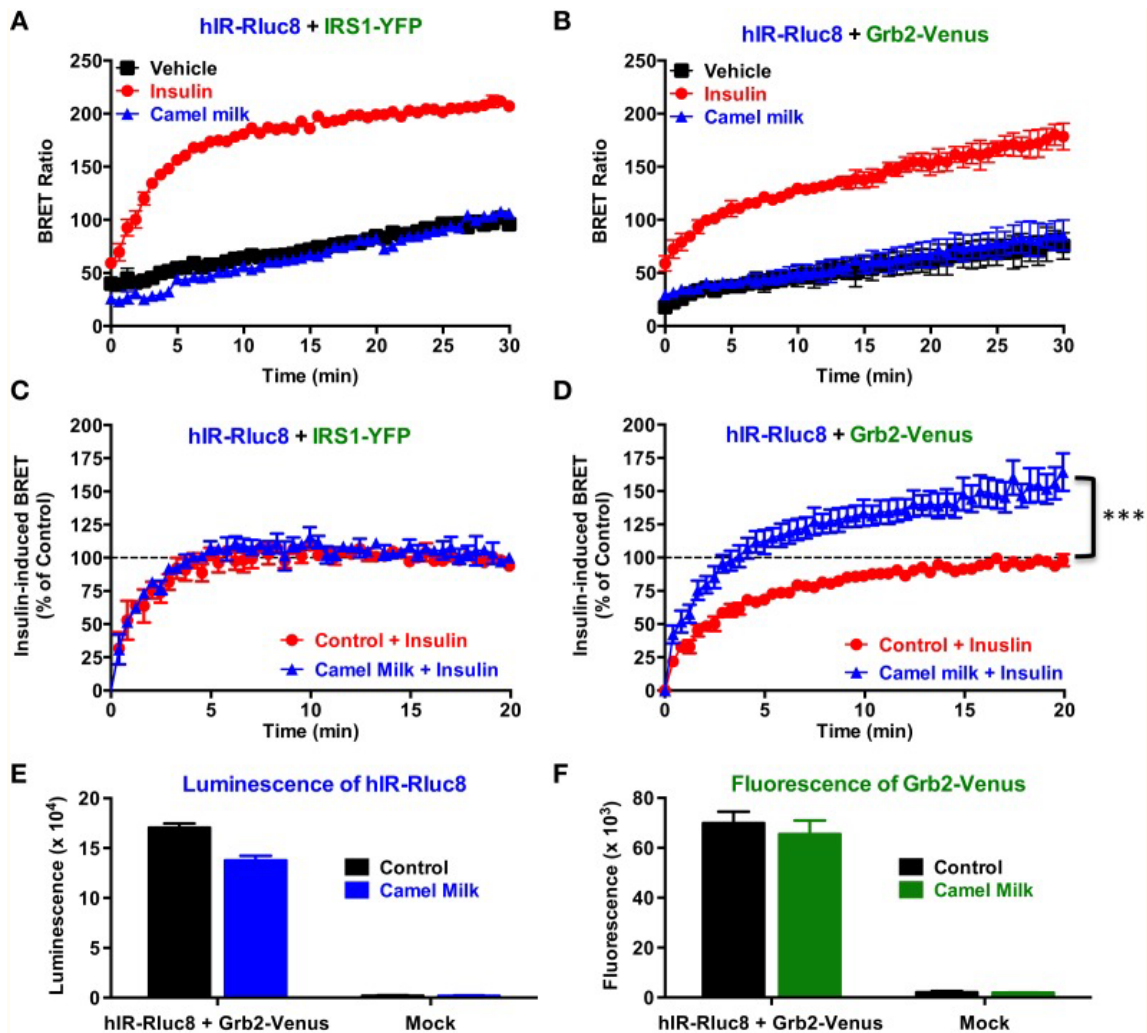 A
hIR-Rluc8 + IRS1-YFP
Vehicle
Insulin
Camel milk
BRET Ratio
250
200
150
100
50
0
0 5 10 15 20 25 30
Time (min)
B
hIR-Rluc8 + Grb2-Venus
Vehicle
Insulin
Camel milk
BRET Ratio
250
200
150
100
50
0
0 5 10 15 20 25 30
Time (min)
C
hIR-Rluc8 + IRS1-YFP
Insulin-induced BRET
(% of Control)
200
175
150
125
100
75
50
25
0
Control + Insulin
Camel Milk + Insulin
0 5 10 15 20
Time (min)
D
hIR-Rluc8 + Grb2-Venus
Insulin-induced BRET
(% of Control)
200
175
150
125
100
75
50
25
0
***
Control + Inuslin
Camel milk + Insulin
0 5 10 15 20
Time (min)
E
Luminescence of hIR-Rluc8
Luminescence (x 10⁴)
20
15
10
5
0
Control
Camel Milk
hIR-Rluc8 + Grb2-Venus Mock
F
Fluorescence of Grb2-Venus
Fluorescence (x 10³)
80
60
40
20
0
Control
Camel Milk
hIR-Rluc8 + Grb2-Venus Mock